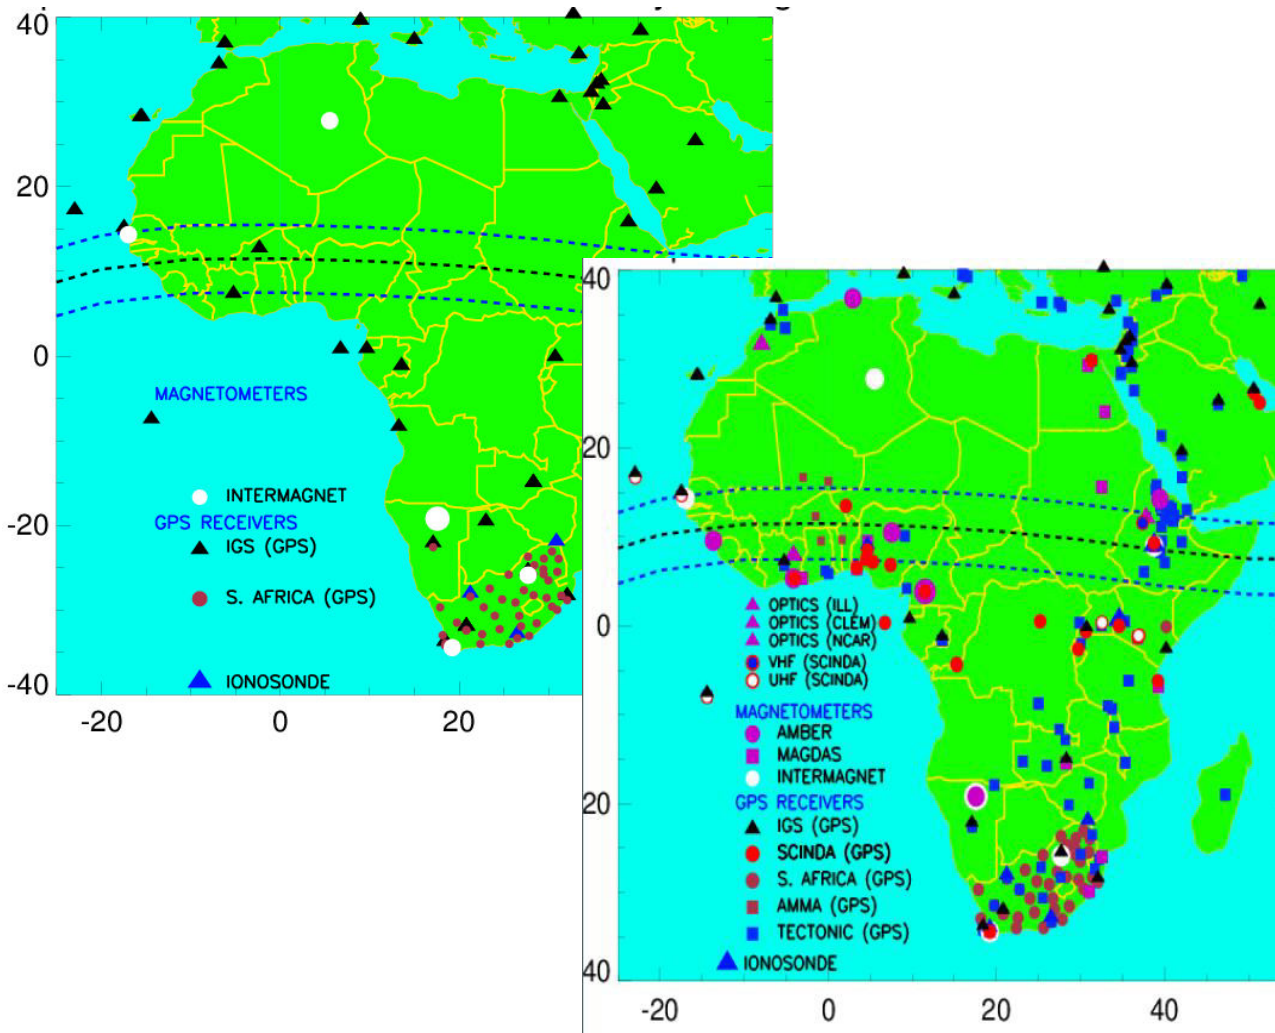 40
20
0
-20
-40
-20
0
20
MAGNETOMETERS
INTERMAGNET
GPS RECEIVERS
IGS (GPS)
S. AFRICA (GPS)
IONOSONDE
40
20
0
20
40
-20
0
20
40
OPTICS (ILL)
OPTICS (CLEM)
OPTICS (NCAR)
VHF (SCINDA)
UHF (SCINDA)
MAGNETOMETERS
AMBER
MAGDAS
INTERMAGNET
GPS RECEIVERS
IGS (GPS)
SCINDA (GPS)
S. AFRICA (GPS)
AMMA (GPS)
TECTONIC (GPS)
IONOSONDE